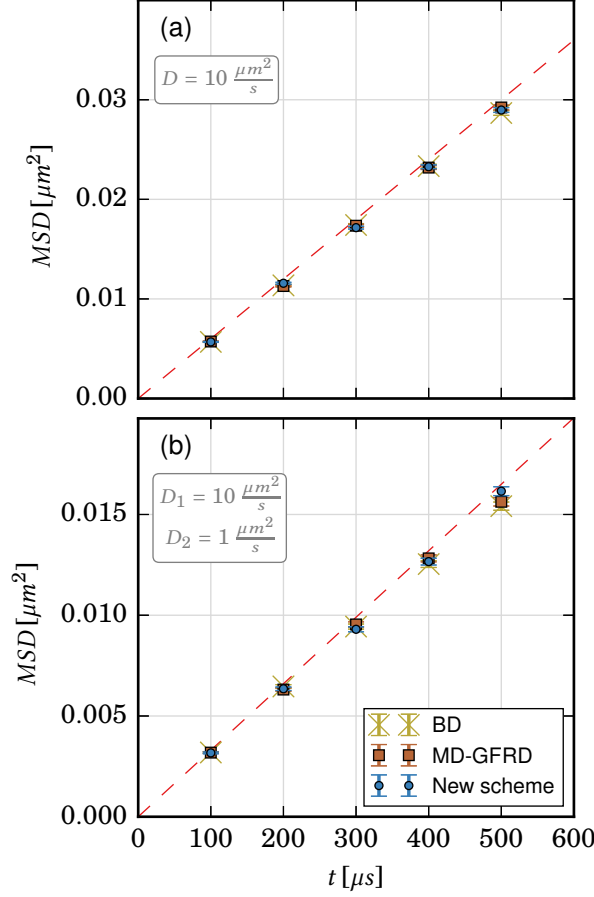 (a)
D = 10 μm²/s
MSD [μm²]
0.03
0.02
0.01
0.00
(b)
D₁ = 10 μm²/s
D₂ = 1 μm²/s
MSD [μm²]
0.015
0.010
0.005
0.000
BD
MD-GFRD
New scheme
0 100 200 300 400 500 600
t [μs]